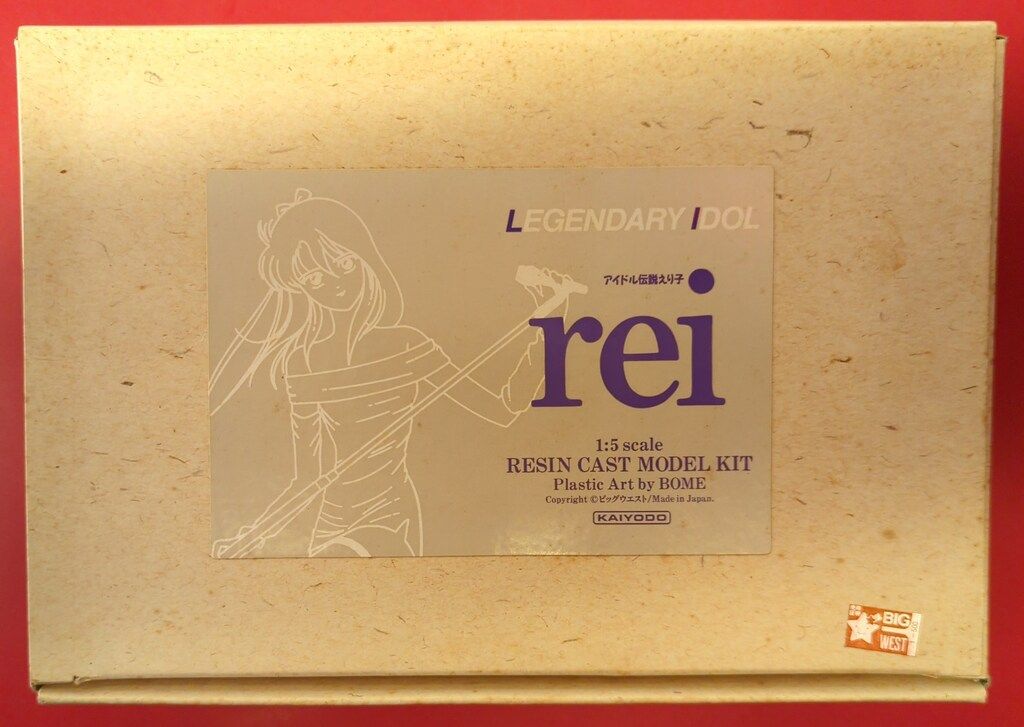 LEGENDARY IDOL
アイドル伝説えり子
rei
1:5 scale
RESIN CAST MODEL KIT
Plastic Art by BOME
Copyright ©ビッグウエスト/Made in Japan.
KAIYODO
BIG
WEST